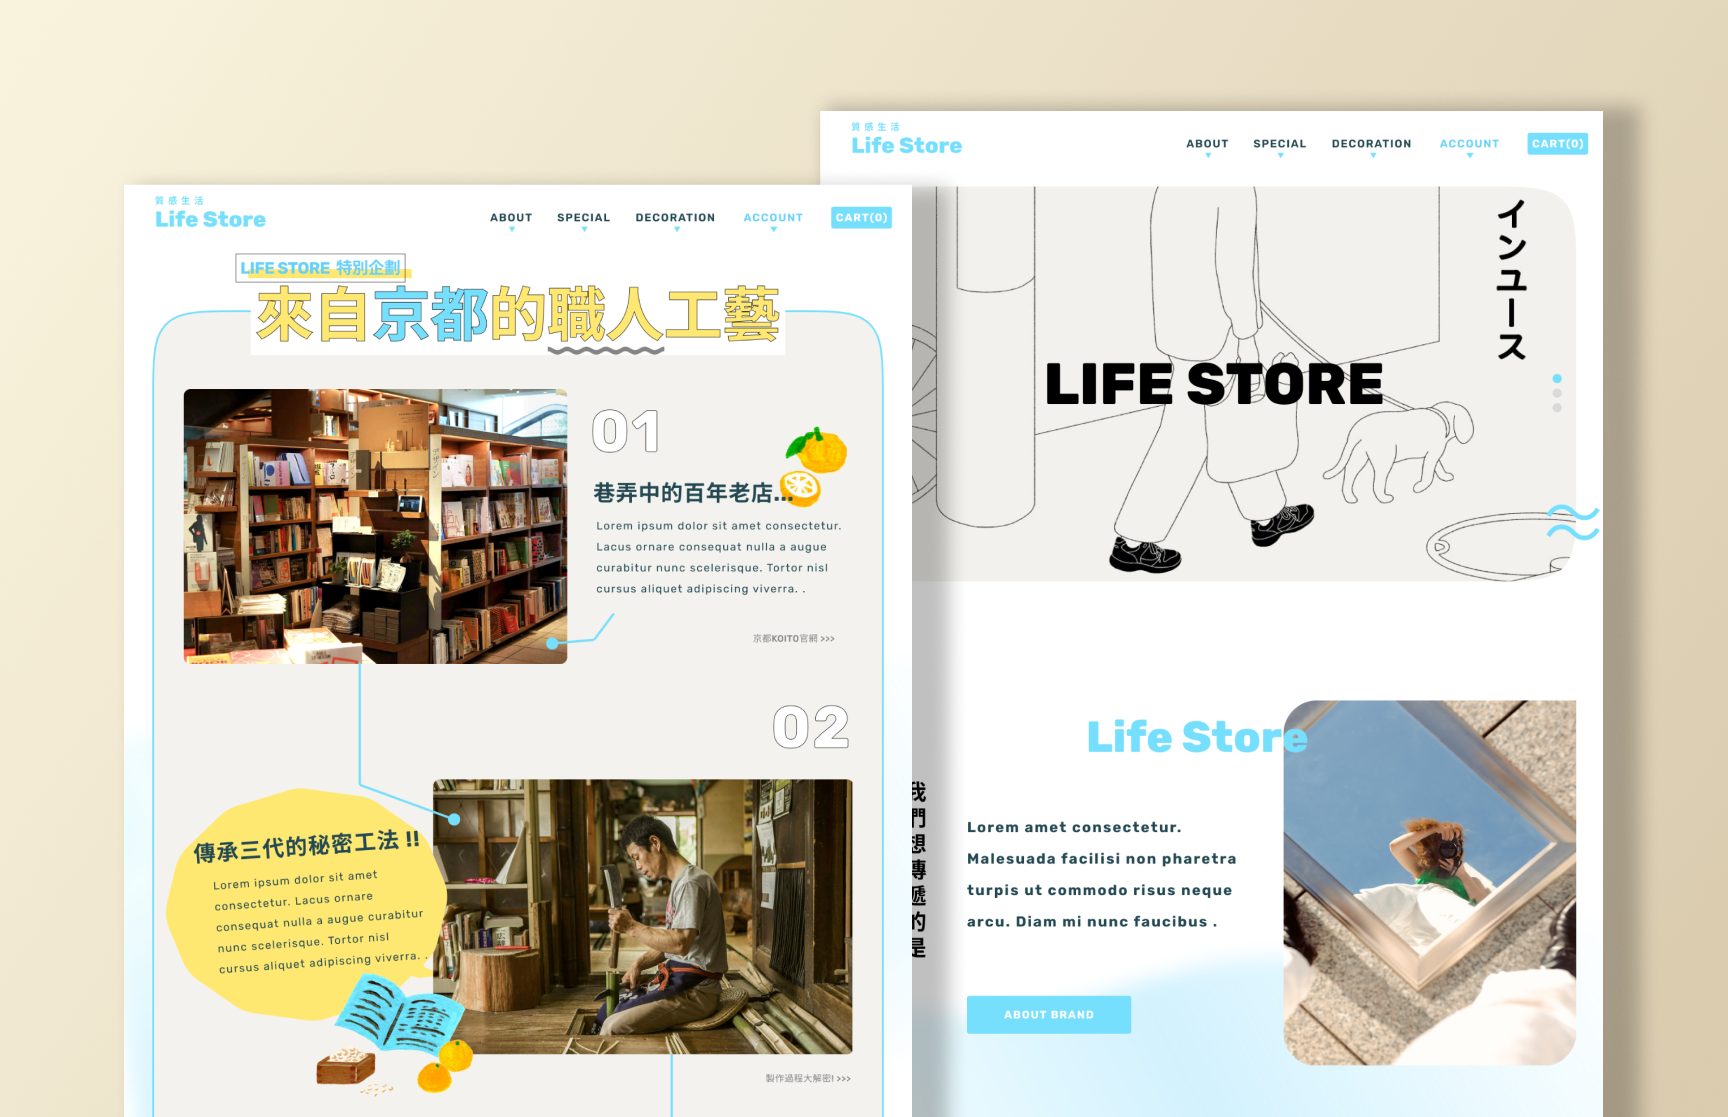 質感生活
Life Store
ABOUT
SPECIAL
DECORATION
ACCOUNT
CART(0)
LIFE STORE 特別企劃
來自京都的職人工藝
01
巷弄中的百年老店...
Lorem ipsum dolor sit amet consectetur.
Lacus ornare consequat nulla a augue
curabitur nunc scelerisque. Tortor nisl
cursus aliquet adipiscing viverra. .
京都KOITO官網 >>>
02
傳承三代的秘密工法 !!
Lorem ipsum dolor sit amet
consectetur. Lacus ornare
consequat nulla a augue curabitur
nunc scelerisque. Tortor nisl
cursus aliquet adipiscing viverra. .
製作過程大解密! >>>
質感生活
Life Store
ABOUT
SPECIAL
DECORATION
ACCOUNT
CART(0)
インユース
LIFE STORE
Life Store
我們想傳遞的是
Lorem amet consectetur.
Malesuada facilisi non pharetra
turpis ut commodo risus neque
arcu. Diam mi nunc faucibus .
ABOUT BRAND